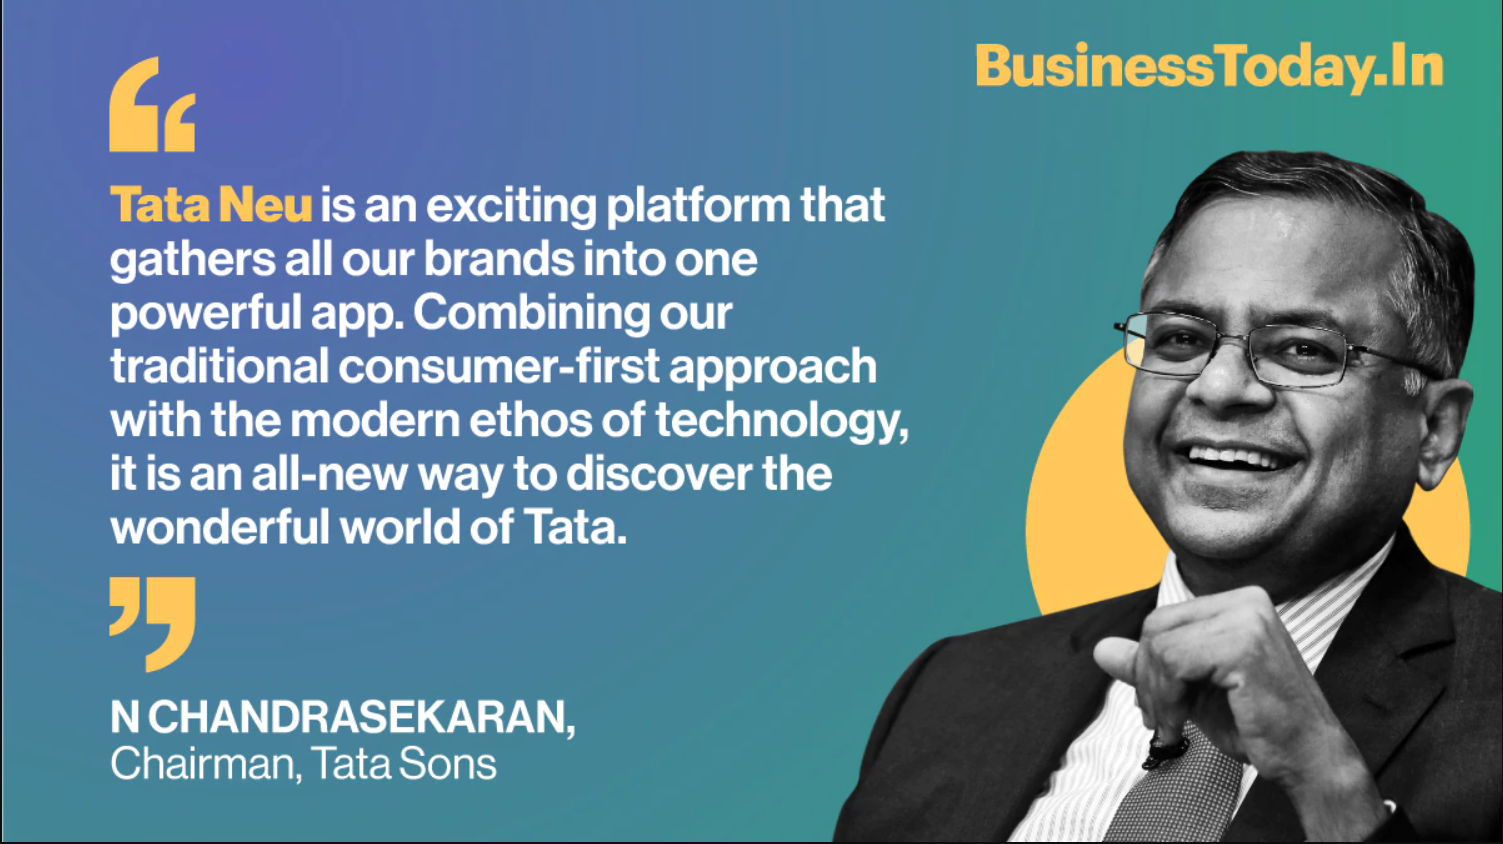 BusinessToday.In
“
Tata Neu is an exciting platform that
gathers all our brands into one
powerful app. Combining our
traditional consumer-first approach
with the modern ethos of technology,
it is an all-new way to discover the
wonderful world of Tata.
”
N CHANDRASEKARAN,
Chairman, Tata Sons